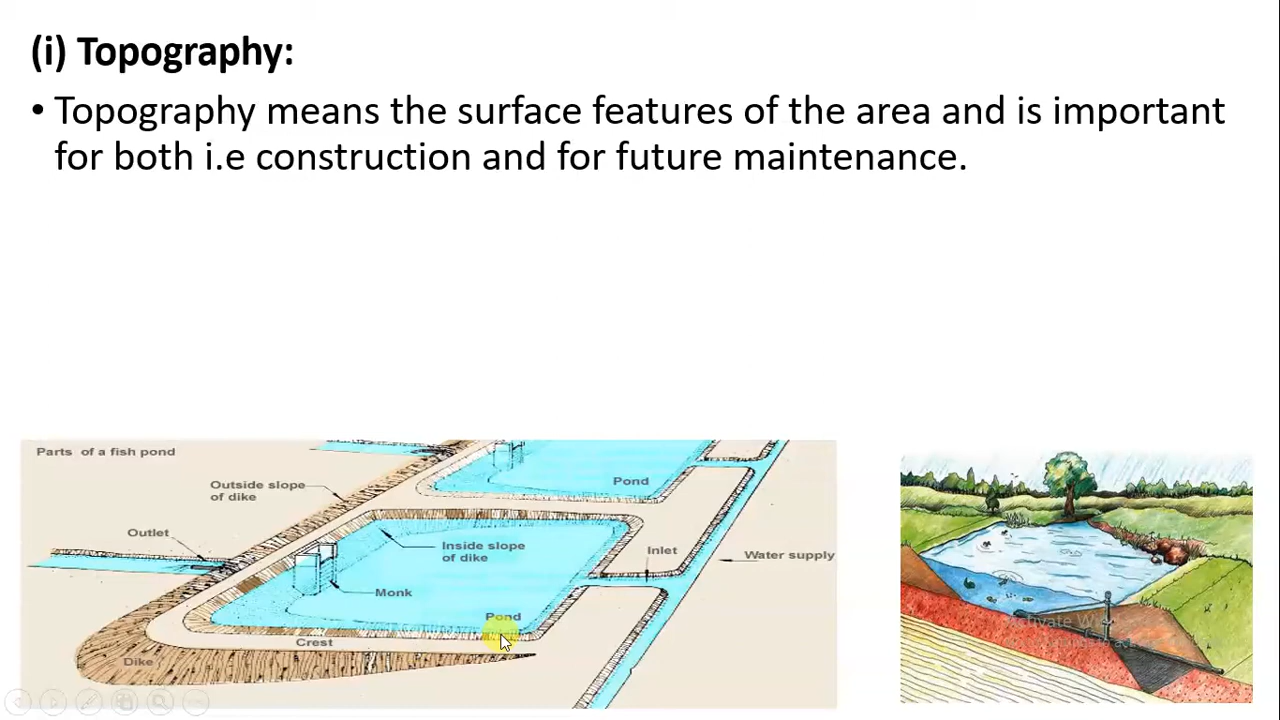 (i) Topography:
• Topography means the surface features of the area and is important
for both i.e construction and for future maintenance.
Parts of a fish pond
Outside slope
of dike
Pond
Outlet
Inside slope
of dike
Inlet
Water supply
Monk
Pond
Crest
Dike